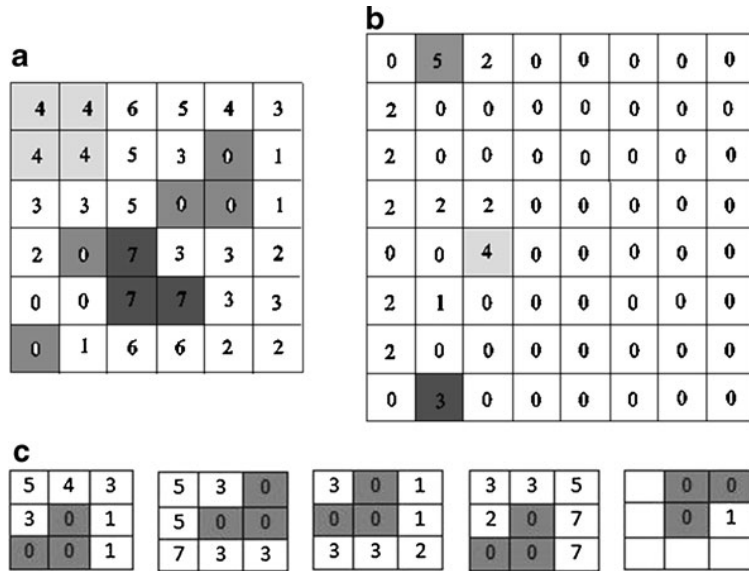 a
4 4 6 5 4 3
4 4 5 3 0 1
3 3 5 0 0 1
2 0 7 3 3 2
0 0 7 7 3 3
0 1 6 6 2 2
b
0 5 2 0 0 0 0 0
2 0 0 0 0 0 0 0
2 0 0 0 0 0 0 0
2 2 2 0 0 0 0 0
0 0 4 0 0 0 0 0
2 1 0 0 0 0 0 0
2 0 0 0 0 0 0 0
0 3 0 0 0 0 0 0
c
5 4 3 5 3 0 3 0 1 3 3 5 0 0
3 0 1 5 0 0 0 0 1 2 0 7 0 1
0 0 1 7 3 3 3 3 2 0 0 7